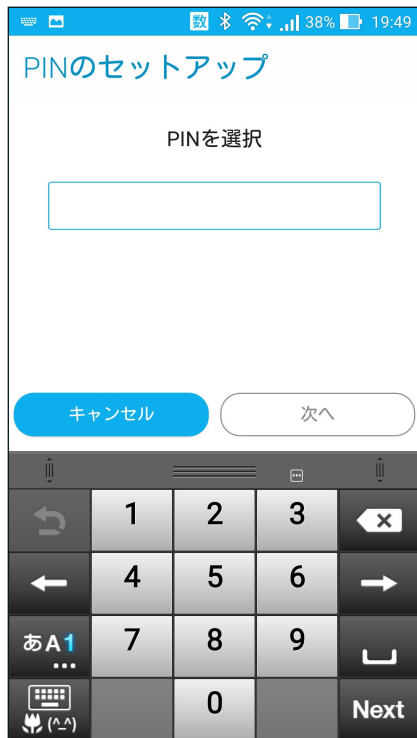 数 38% 19:49
PINのセットアップ
PINを選択
キャンセル 次へ
1 2 3
4 5 6
あA1 7 8 9
(^_^) 0 Next